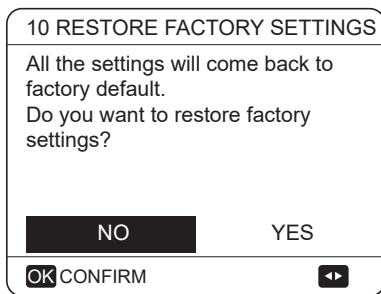 10 RESTORE FACTORY SETTINGS
All the settings will come back to
factory default.
Do you want to restore factory
settings?
NO YES
OK CONFIRM